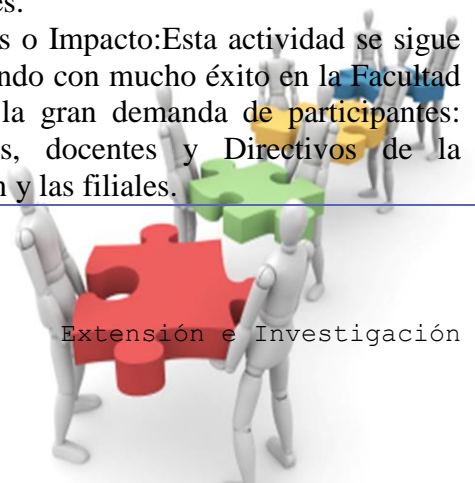 es.
s o Impacto:Esta actividad se sigue
ndo con mucho éxito en la Facultad
la gran demanda de participantes:
s, docentes y Directivos de la
n y las filiales.
Extensión e Investigación